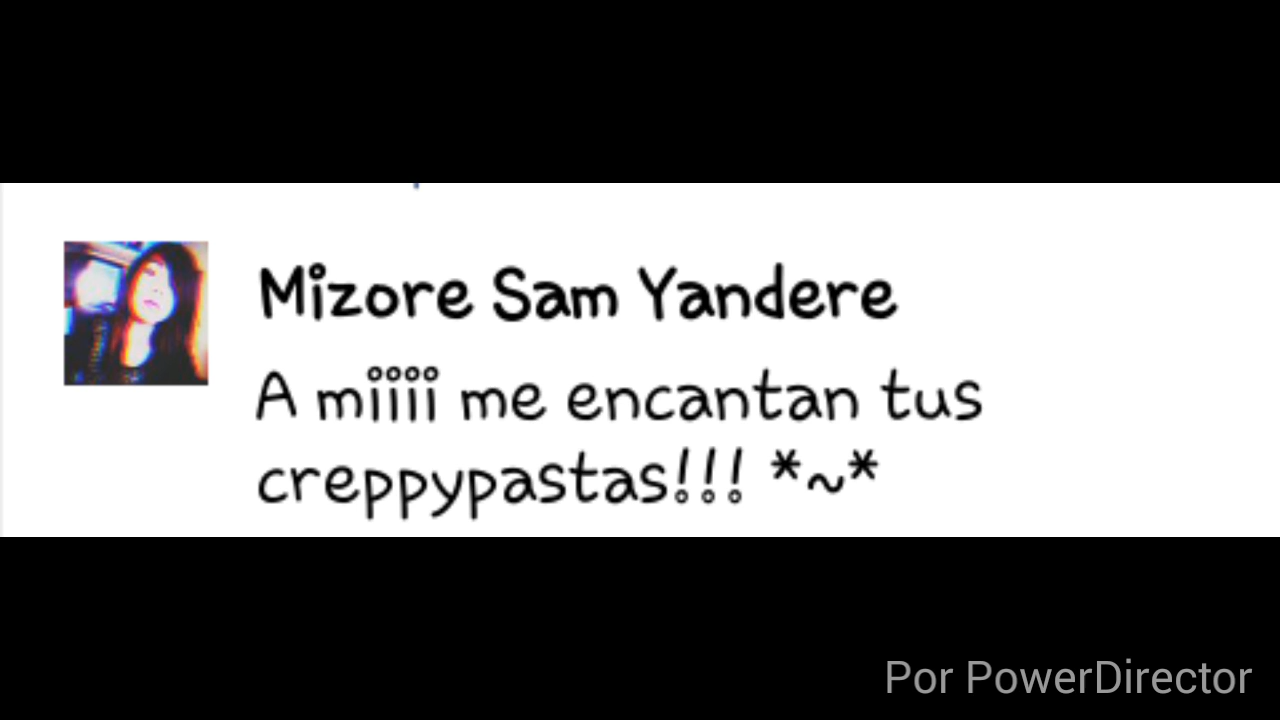 Mizore Sam Yandere
A miiii me encantan tus
creppypastas!!! *~*
Por PowerDirector